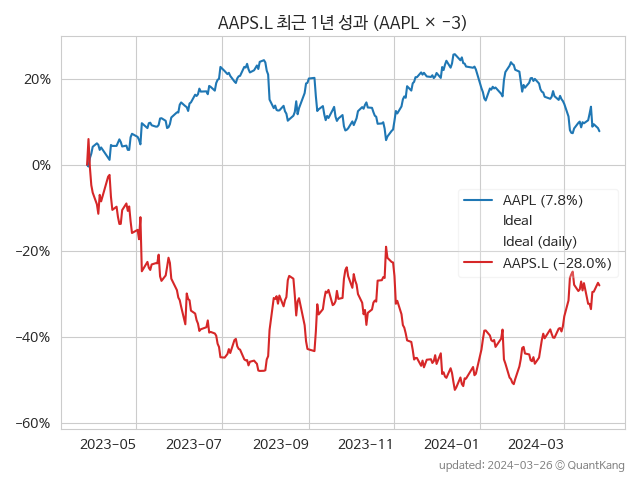 AAPS.L 최근 1년 성과 (AAPL × −3)
20%
0%
−20%
−40%
−60%
AAPL (7.8%)
Ideal
Ideal (daily)
AAPS.L (−28.0%)
2023-05 2023-07 2023-09 2023-11 2024-01 2024-03
updated: 2024-03-26 © QuantKang